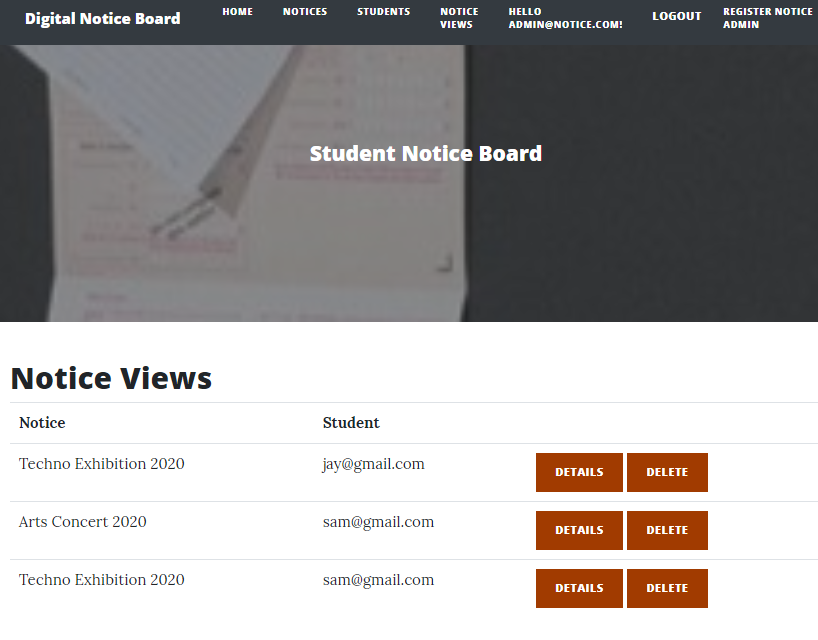 Digital Notice Board
HOME
NOTICES
STUDENTS
NOTICE
VIEWS
HELLO
ADMIN@NOTICE.COM!
LOGOUT
REGISTER NOTICE
ADMIN
Student Notice Board
Notice Views
Notice Student
Techno Exhibition 2020 jay@gmail.com DETAILS DELETE
Arts Concert 2020 sam@gmail.com DETAILS DELETE
Techno Exhibition 2020 sam@gmail.com DETAILS DELETE